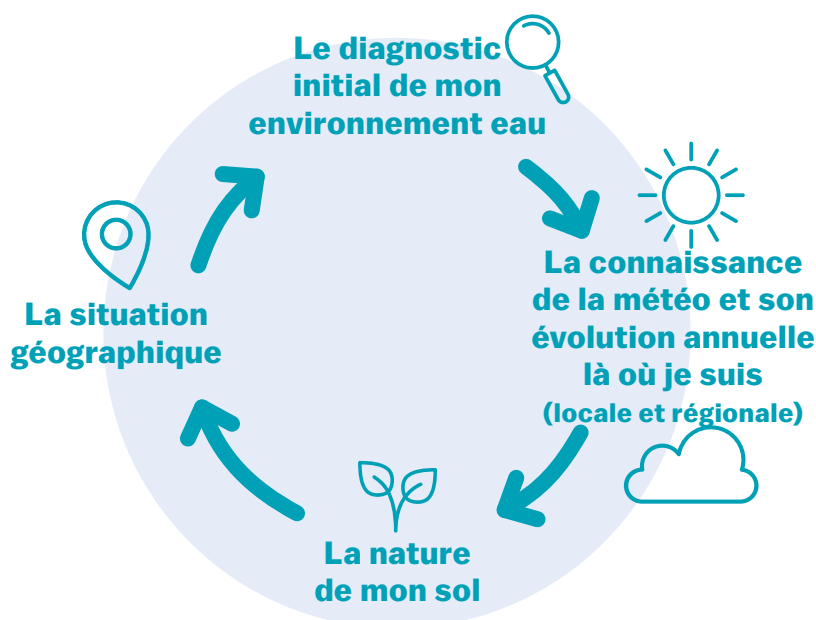 Le diagnostic
initial de mon
environnement eau
La connaissance
de la météo et son
évolution annuelle
là où je suis
(locale et régionale)
La nature
de mon sol
La situation
géographique